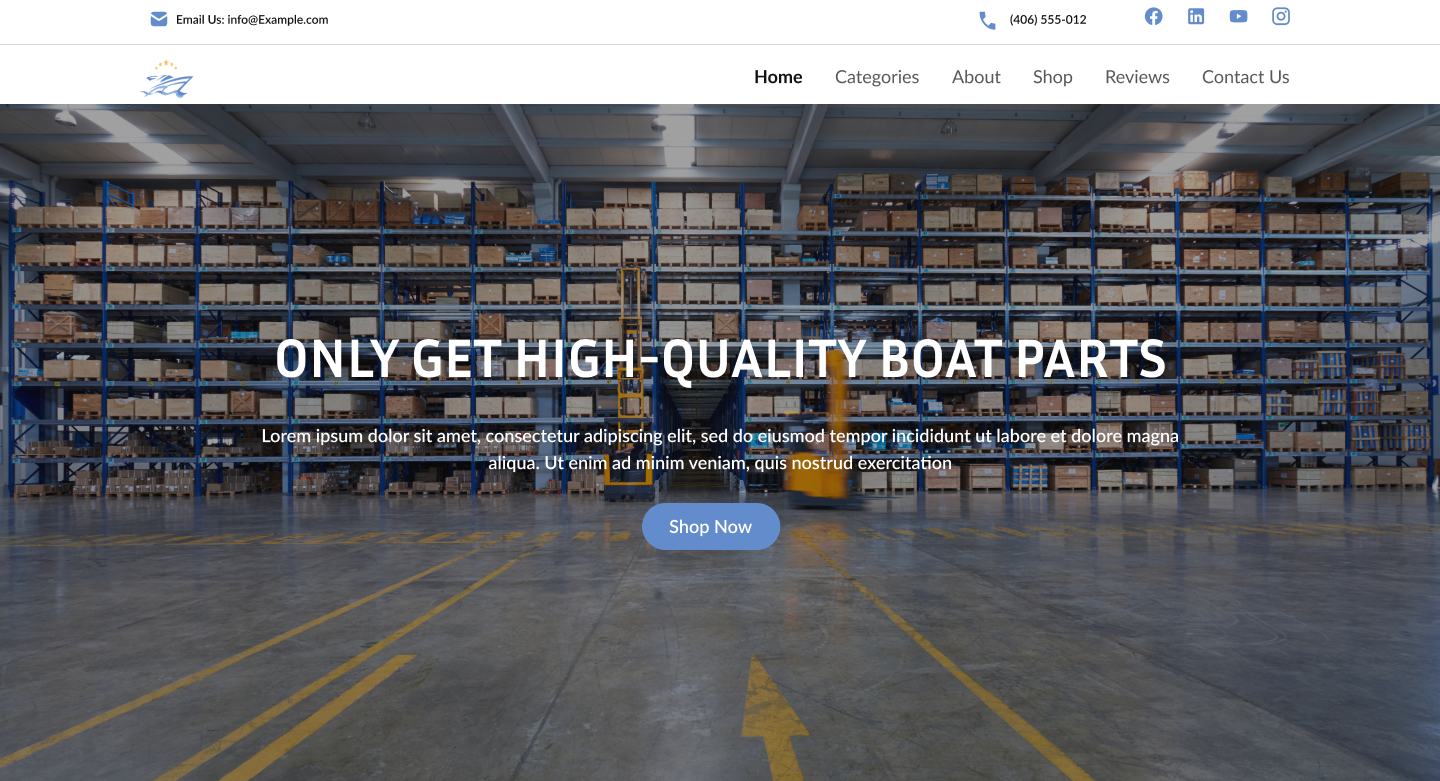 Email Us: info@Example.com
(406) 555-012
Home Categories About Shop Reviews Contact Us
ONLY GET HIGH-QUALITY BOAT PARTS
Lorem ipsum dolor sit amet, consectetur adipiscing elit, sed do eiusmod tempor incididunt ut labore et dolore magna
aliqua. Ut enim ad minim veniam, quis nostrud exercitation
Shop Now